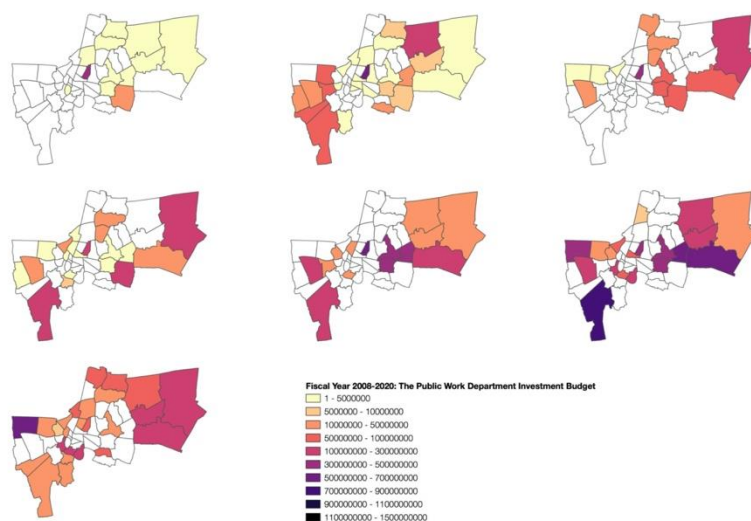 Fiscal Year 2008-2020: The Public Work Department Investment Budget
1 - 5000000
5000000 - 10000000
10000000 - 50000000
50000000 - 100000000
100000000 - 300000000
300000000 - 500000000
500000000 - 700000000
700000000 - 900000000
900000000 - 1100000000
1100000000 - 1500000000